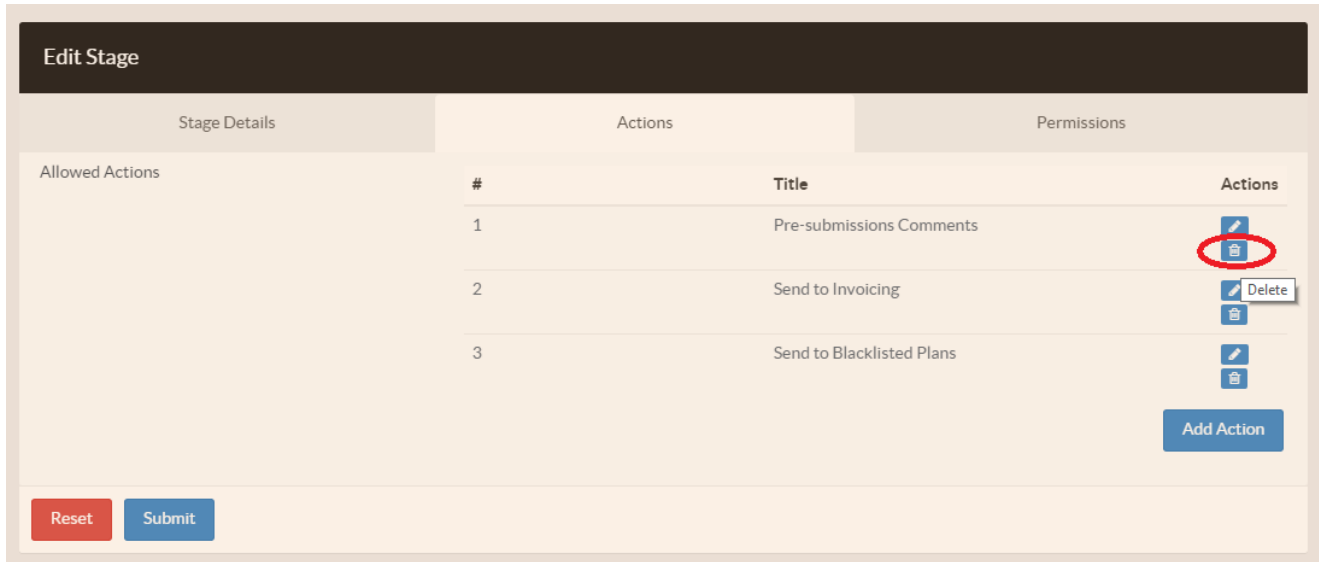 Edit Stage
Stage Details Actions Permissions
Allowed Actions
# Title Actions
1 Pre-submissions Comments
2 Send to Invoicing
Delete
3 Send to Blacklisted Plans
Add Action
Reset Submit